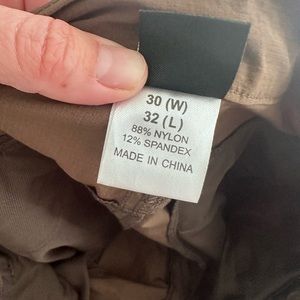 30 (W)
32 (L)
88% NYLON
12% SPANDEX
MADE IN CHINA